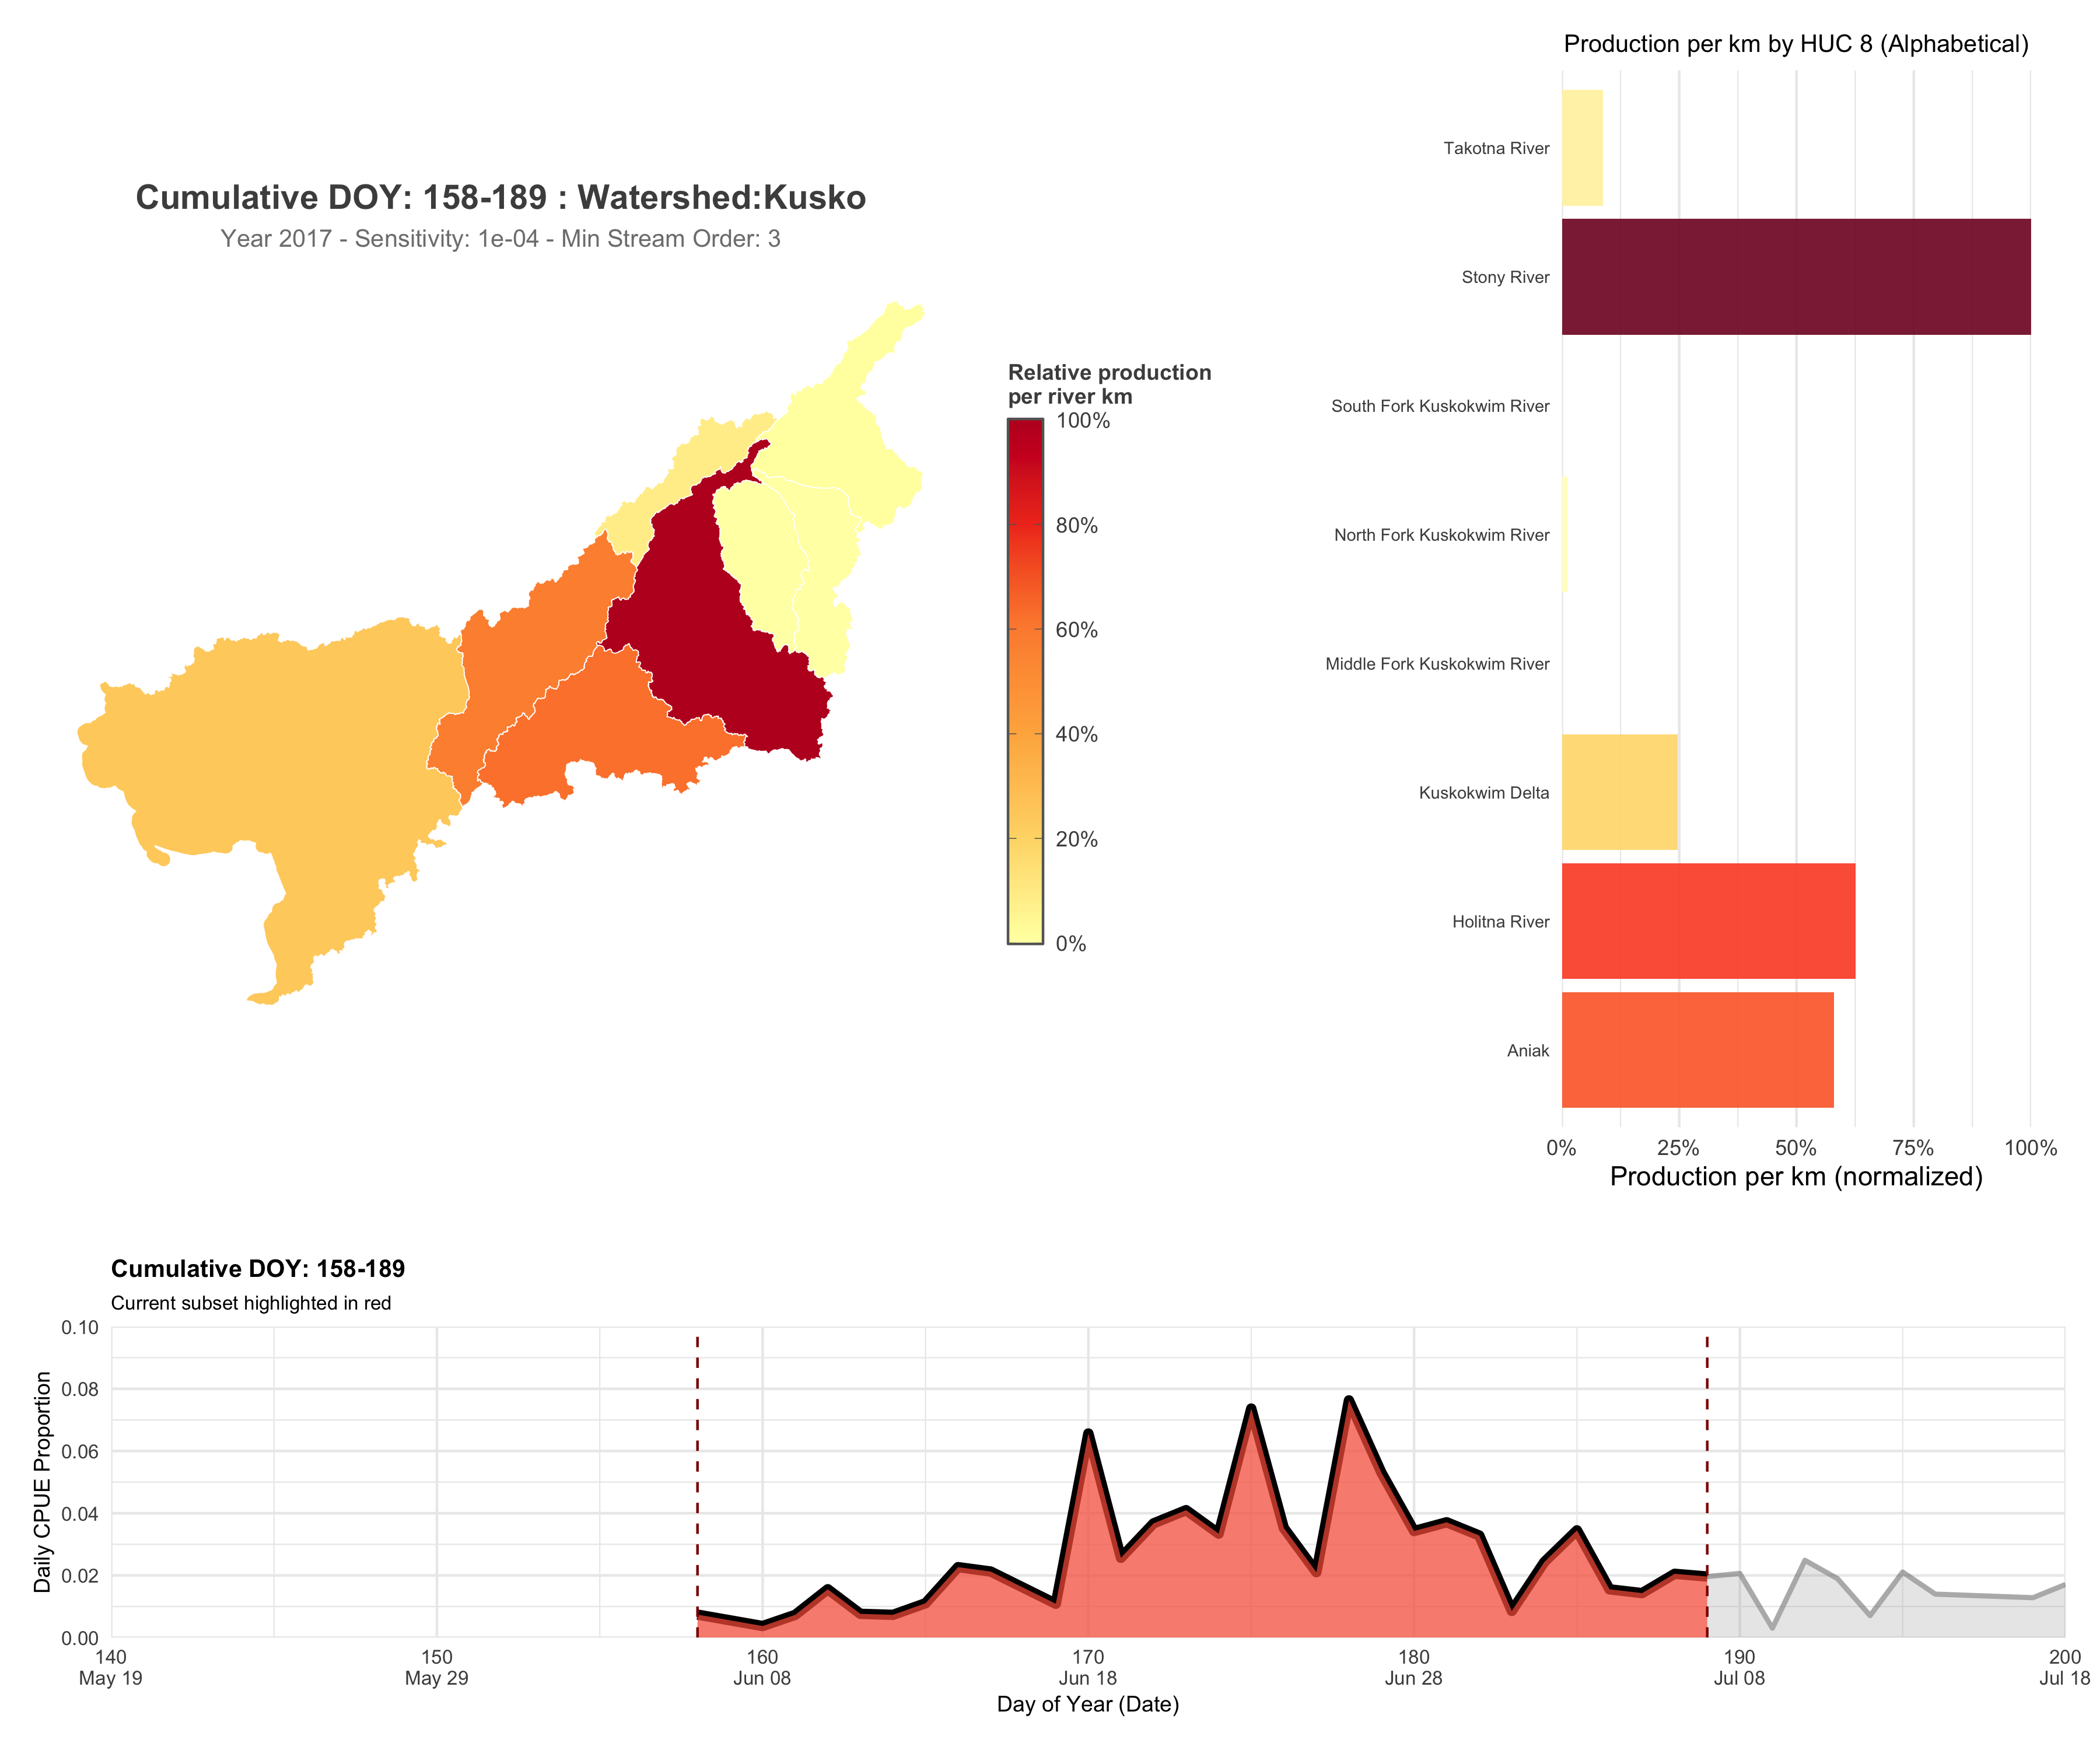 Production per km by HUC 8 (Alphabetical)
Takotna River
Stony River
South Fork Kuskokwim River
North Fork Kuskokwim River
Middle Fork Kuskokwim River
Kuskokwim Delta
Holitna River
Aniak
0% 25% 50% 75% 100%
Production per km (normalized)
Cumulative DOY: 158-189 : Watershed:Kusko
Year 2017 - Sensitivity: 1e-04 - Min Stream Order: 3
Relative production
per river km
100%
80%
60%
40%
20%
0%
Cumulative DOY: 158-189
Current subset highlighted in red
Daily CPUE Proportion
0.10
0.08
0.06
0.04
0.02
0.00
140 150 160 170 180 190 200
May 19 May 29 Jun 08 Jun 18 Jun 28 Jul 08 Jul 18
Day of Year (Date)